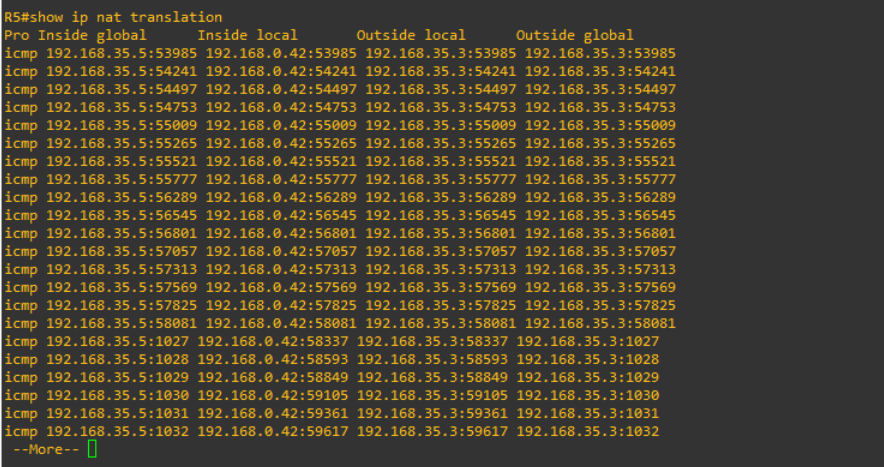 R5#show ip nat translation
Pro Inside global      Inside local       Outside local      Outside global
icmp 192.168.35.5:53985 192.168.0.42:53985 192.168.35.3:53985 192.168.35.3:53985
icmp 192.168.35.5:54241 192.168.0.42:54241 192.168.35.3:54241 192.168.35.3:54241
icmp 192.168.35.5:54497 192.168.0.42:54497 192.168.35.3:54497 192.168.35.3:54497
icmp 192.168.35.5:54753 192.168.0.42:54753 192.168.35.3:54753 192.168.35.3:54753
icmp 192.168.35.5:55009 192.168.0.42:55009 192.168.35.3:55009 192.168.35.3:55009
icmp 192.168.35.5:55265 192.168.0.42:55265 192.168.35.3:55265 192.168.35.3:55265
icmp 192.168.35.5:55521 192.168.0.42:55521 192.168.35.3:55521 192.168.35.3:55521
icmp 192.168.35.5:55777 192.168.0.42:55777 192.168.35.3:55777 192.168.35.3:55777
icmp 192.168.35.5:56289 192.168.0.42:56289 192.168.35.3:56289 192.168.35.3:56289
icmp 192.168.35.5:56545 192.168.0.42:56545 192.168.35.3:56545 192.168.35.3:56545
icmp 192.168.35.5:56801 192.168.0.42:56801 192.168.35.3:56801 192.168.35.3:56801
icmp 192.168.35.5:57057 192.168.0.42:57057 192.168.35.3:57057 192.168.35.3:57057
icmp 192.168.35.5:57313 192.168.0.42:57313 192.168.35.3:57313 192.168.35.3:57313
icmp 192.168.35.5:57569 192.168.0.42:57569 192.168.35.3:57569 192.168.35.3:57569
icmp 192.168.35.5:57825 192.168.0.42:57825 192.168.35.3:57825 192.168.35.3:57825
icmp 192.168.35.5:58081 192.168.0.42:58081 192.168.35.3:58081 192.168.35.3:58081
icmp 192.168.35.5:1027 192.168.0.42:58337 192.168.35.3:58337 192.168.35.3:1027
icmp 192.168.35.5:1028 192.168.0.42:58593 192.168.35.3:58593 192.168.35.3:1028
icmp 192.168.35.5:1029 192.168.0.42:58849 192.168.35.3:58849 192.168.35.3:1029
icmp 192.168.35.5:1030 192.168.0.42:59105 192.168.35.3:59105 192.168.35.3:1030
icmp 192.168.35.5:1031 192.168.0.42:59361 192.168.35.3:59361 192.168.35.3:1031
icmp 192.168.35.5:1032 192.168.0.42:59617 192.168.35.3:59617 192.168.35.3:1032
 --More--